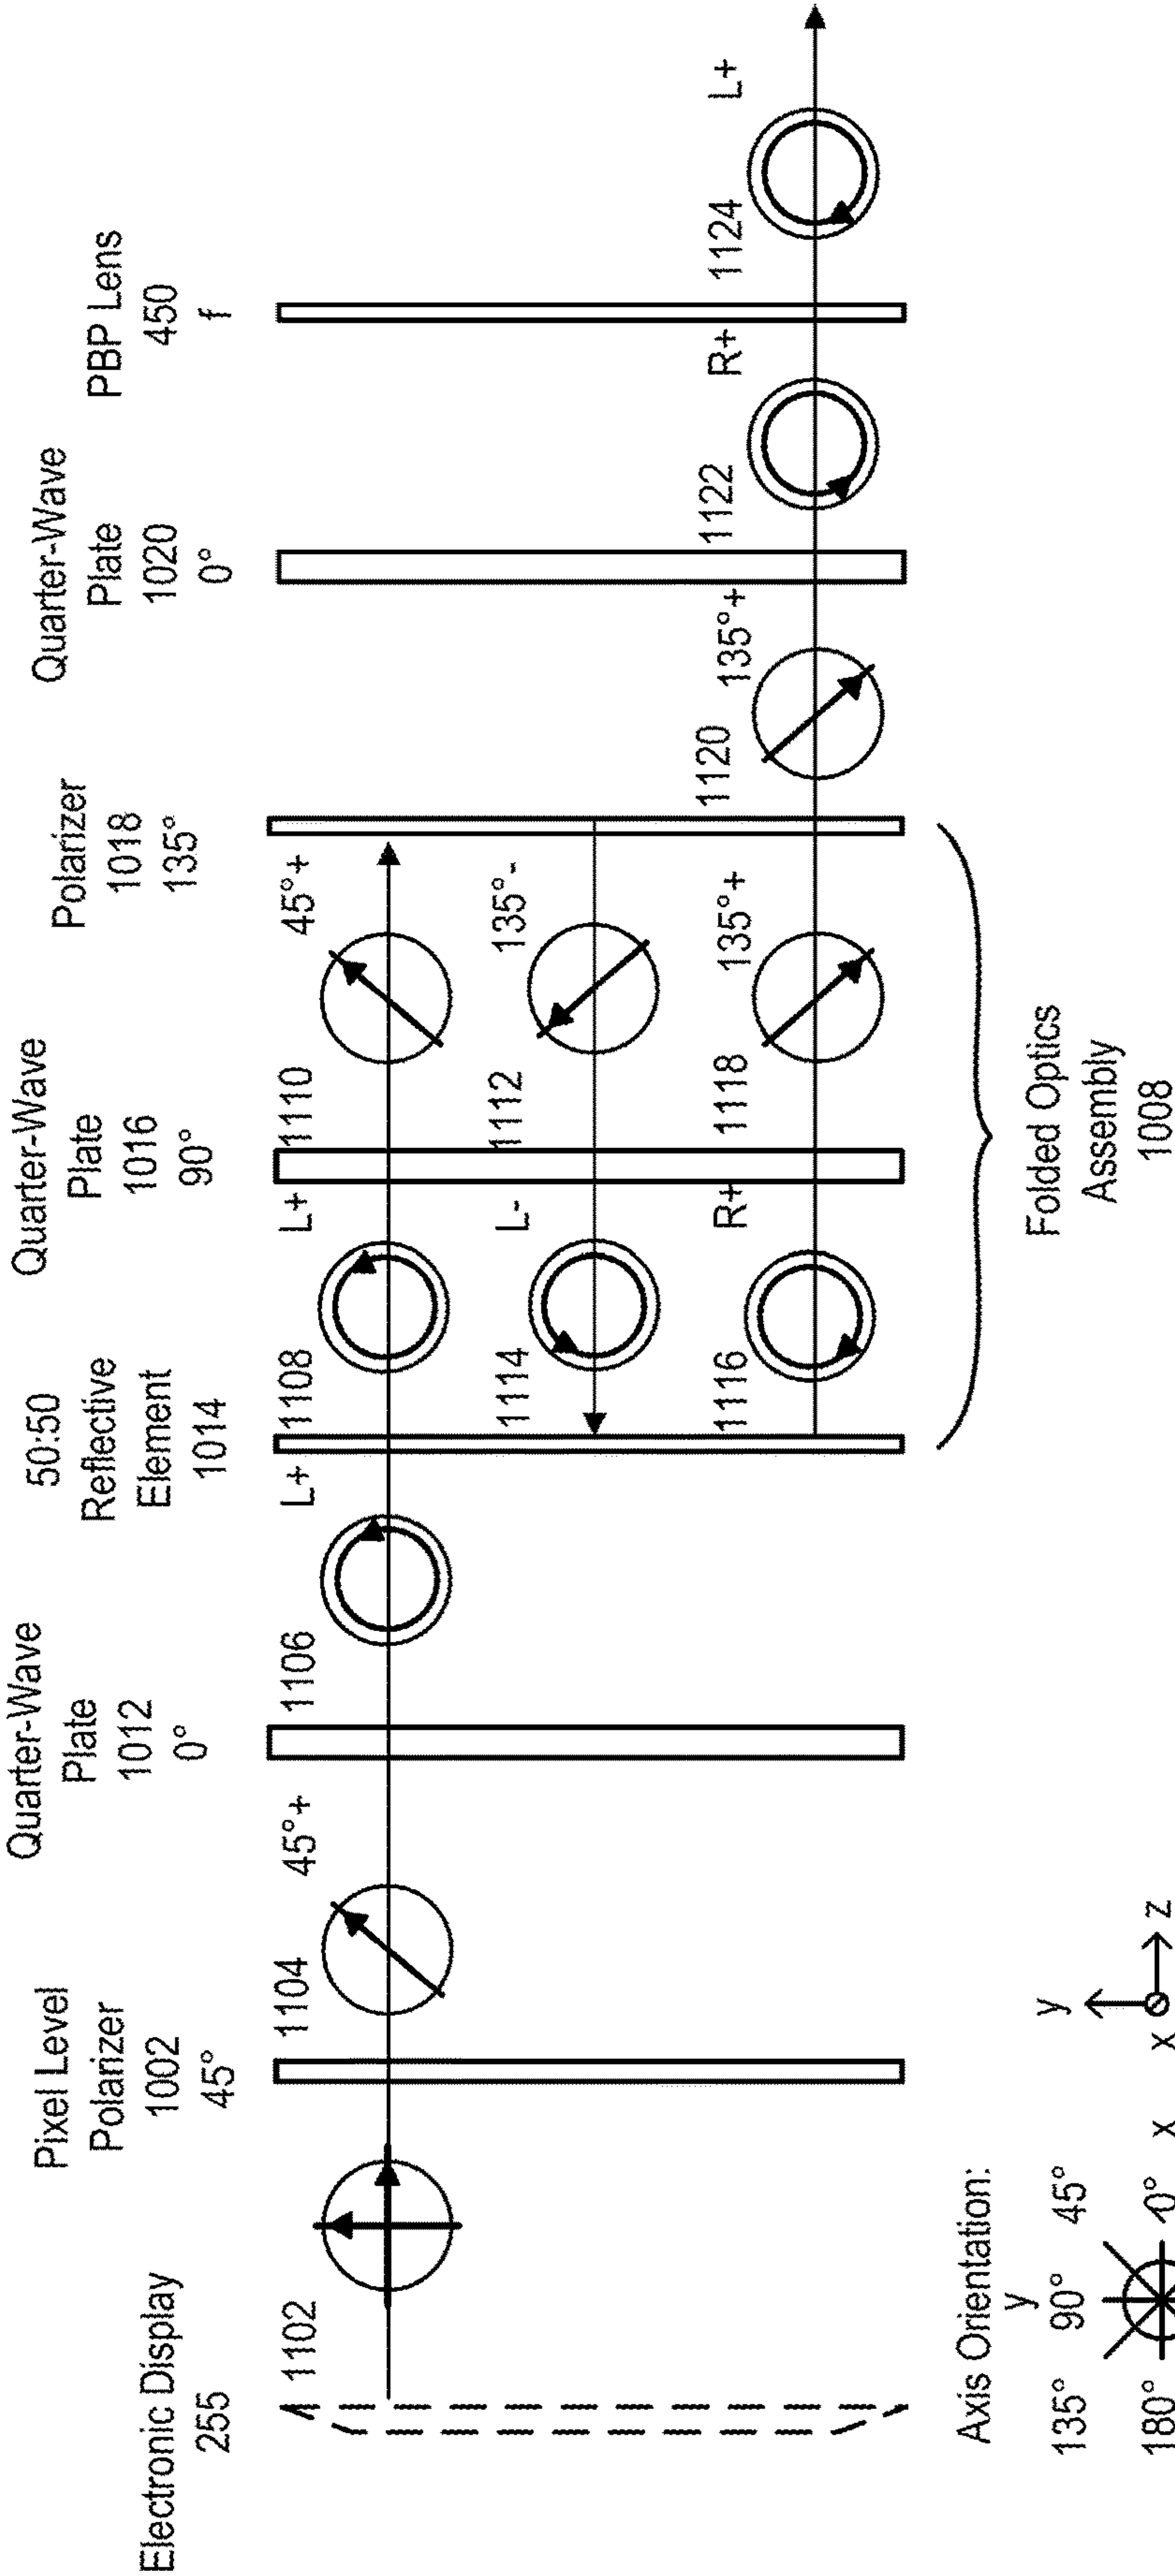 Electronic Display
255
Pixel Level
Polarizer
1002
45°
Quarter-Wave
Plate
1012
0°
50:50
Reflective
Element
1014
Quarter-Wave
Plate
1016
90°
Polarizer
1018
135°
Quarter-Wave
Plate
1020
0°
PBP Lens
450
f
1102
1104
45°+
1106
L+
1108
L+
1110
45°+
1114
L-
1112
135°-
1116
R+
1118
135°+
1120
135°+
1122
R+
1124
L+
Folded Optics
Assembly
1008
Axis Orientation:
y
135° 90° 45°
180° 0° x
y
x z